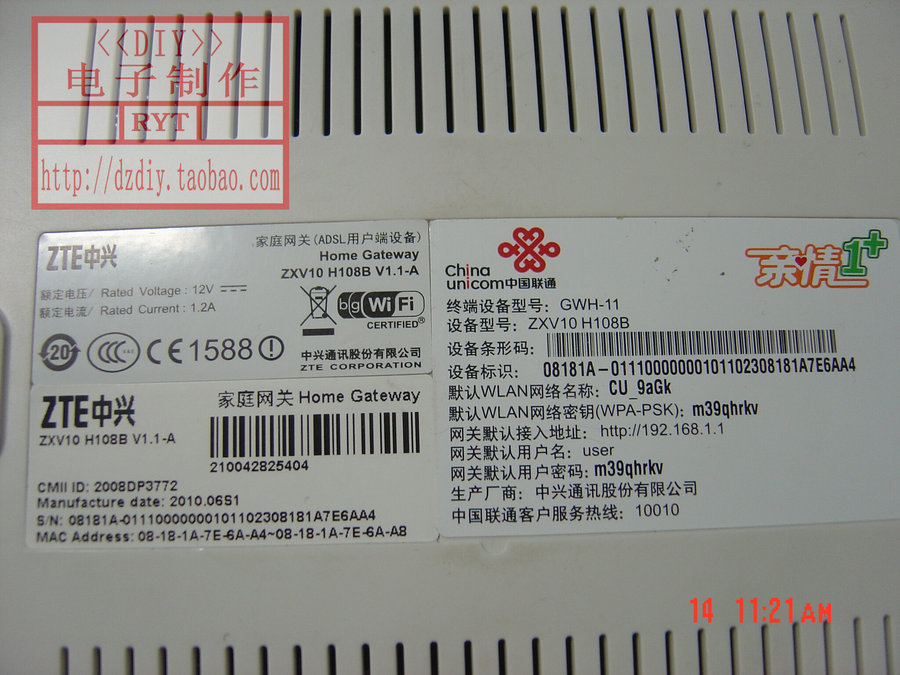 <<DIY>>
电子制作
RYT
http://dzdiy.taobao.com
ZTE中兴
家庭网关(ADSL用户端设备)
Home Gateway
ZXV10 H108B V1.1-A
额定电压/ Rated Voltage : 12V
额定电流/ Rated Current : 1.2A
b|g WiFi
CERTIFIED®
20
CCC
CE1588
中兴通讯股份有限公司
ZTE CORPORATION
ZTE中兴
家庭网关 Home Gateway
ZXV10 H108B V1.1-A
210042825404
CMII ID: 2008DP3772
Manufacture date: 2010.06S1
S/N: 08181A-01110000000101102308181A7E6AA4
MAC Address: 08-18-1A-7E-6A-A4~08-18-1A-7E-6A-A8
China
unicom中国联通
亲情1+
终端设备型号: GWH-11
设备型号: ZXV10 H108B
设备条形码:
设备标识: 08181A-01110000000101102308181A7E6AA4
默认WLAN网络名称: CU_9aGk
默认WLAN网络密钥(WPA-PSK): m39qhrkv
网关默认接入地址: http://192.168.1.1
网关默认用户名: user
网关默认用户密码: m39qhrkv
生产厂商: 中兴通讯股份有限公司
中国联通客户服务热线: 10010
14 11:21AM